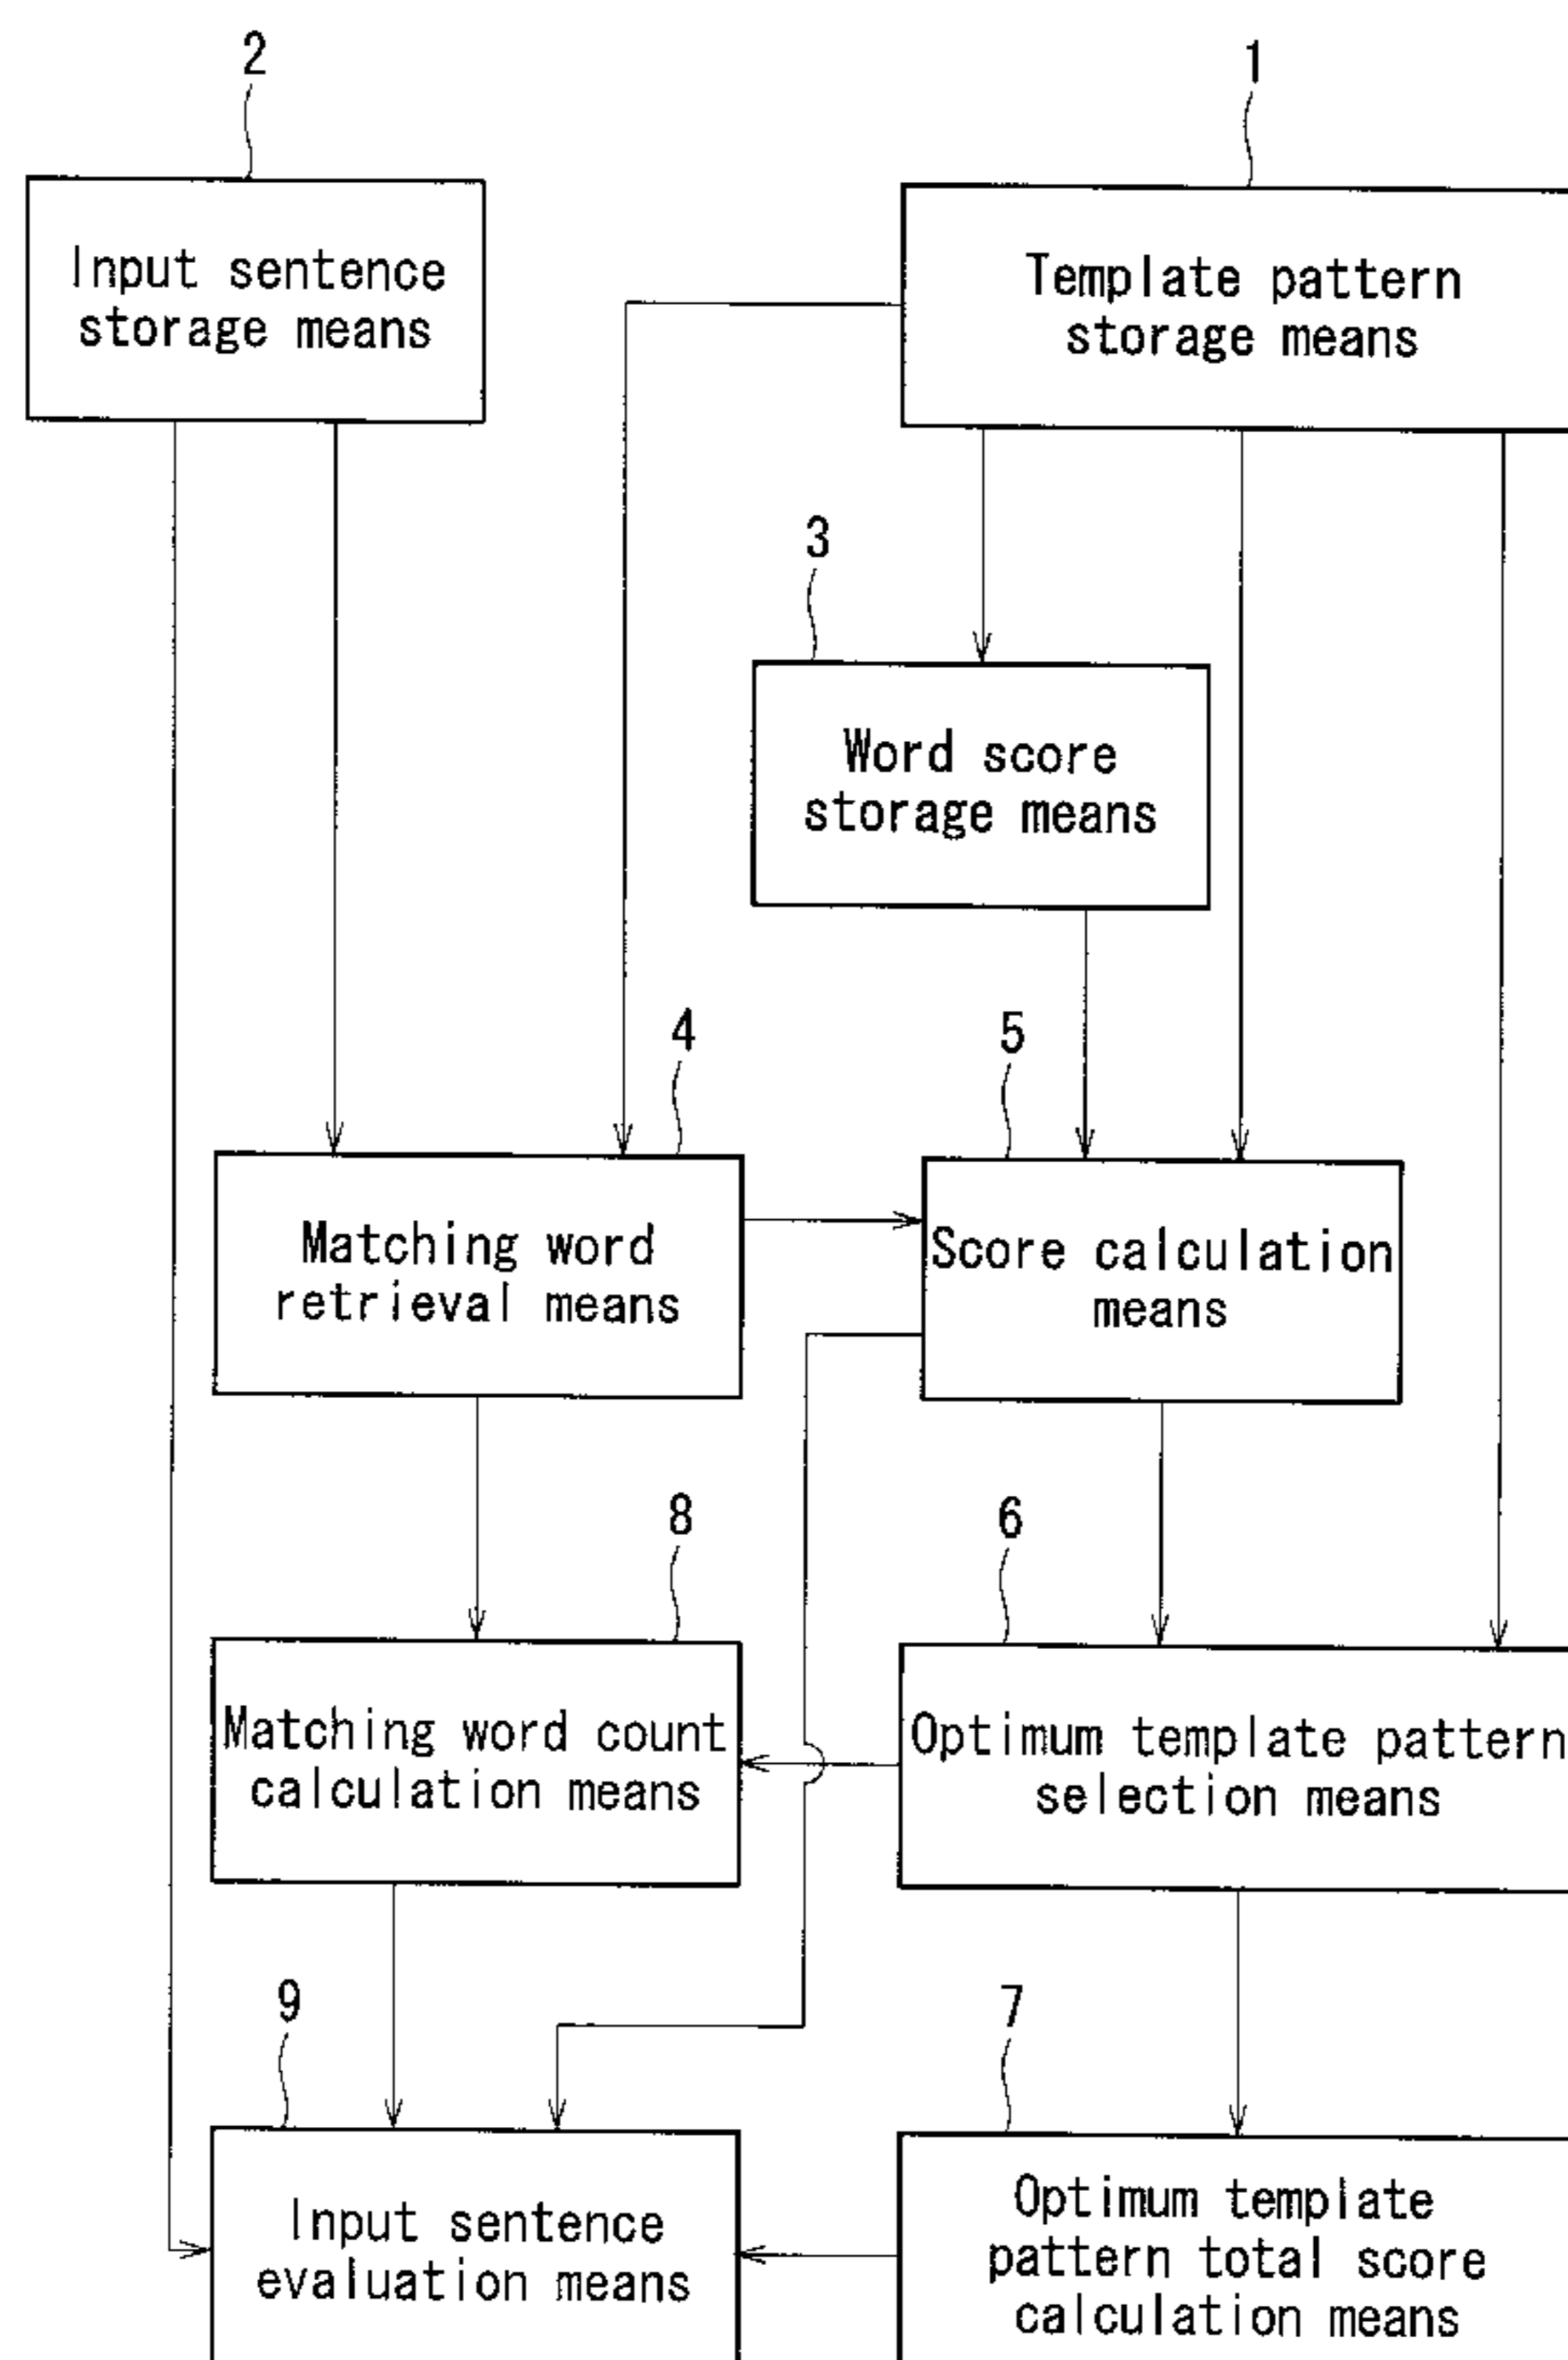 2
1
Input sentence
storage means
Template pattern
storage means
3
Word score
storage means
4
5
Matching word
retrieval means
Score calculation
means
8
6
Matching word count
calculation means
Optimum template pattern
selection means
9
7
Input sentence
evaluation means
Optimum template
pattern total score
calculation means